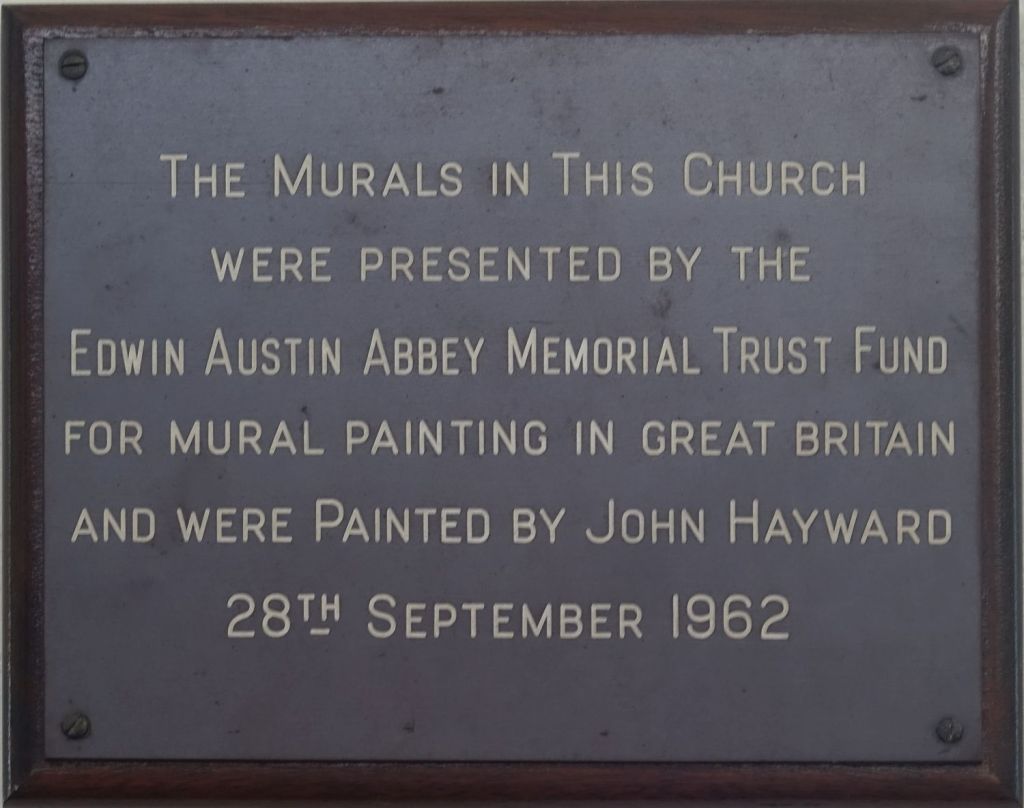 The Murals in This Church
were presented by the
Edwin Austin Abbey Memorial Trust Fund
for mural painting in great britain
and were Painted by John Hayward
28th September 1962